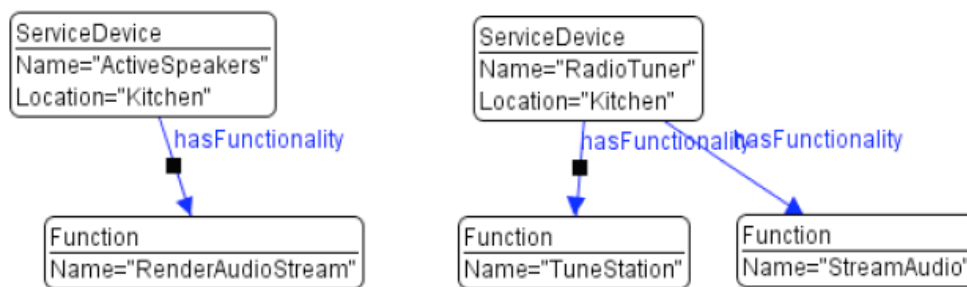 ServiceDevice
Name="ActiveSpeakers"
Location="Kitchen"
hasFunctionality
Function
Name="RenderAudioStream"
ServiceDevice
Name="RadioTuner"
Location="Kitchen"
hasFunctionality
hasFunctionality
Function
Name="TuneStation"
Function
Name="StreamAudio"